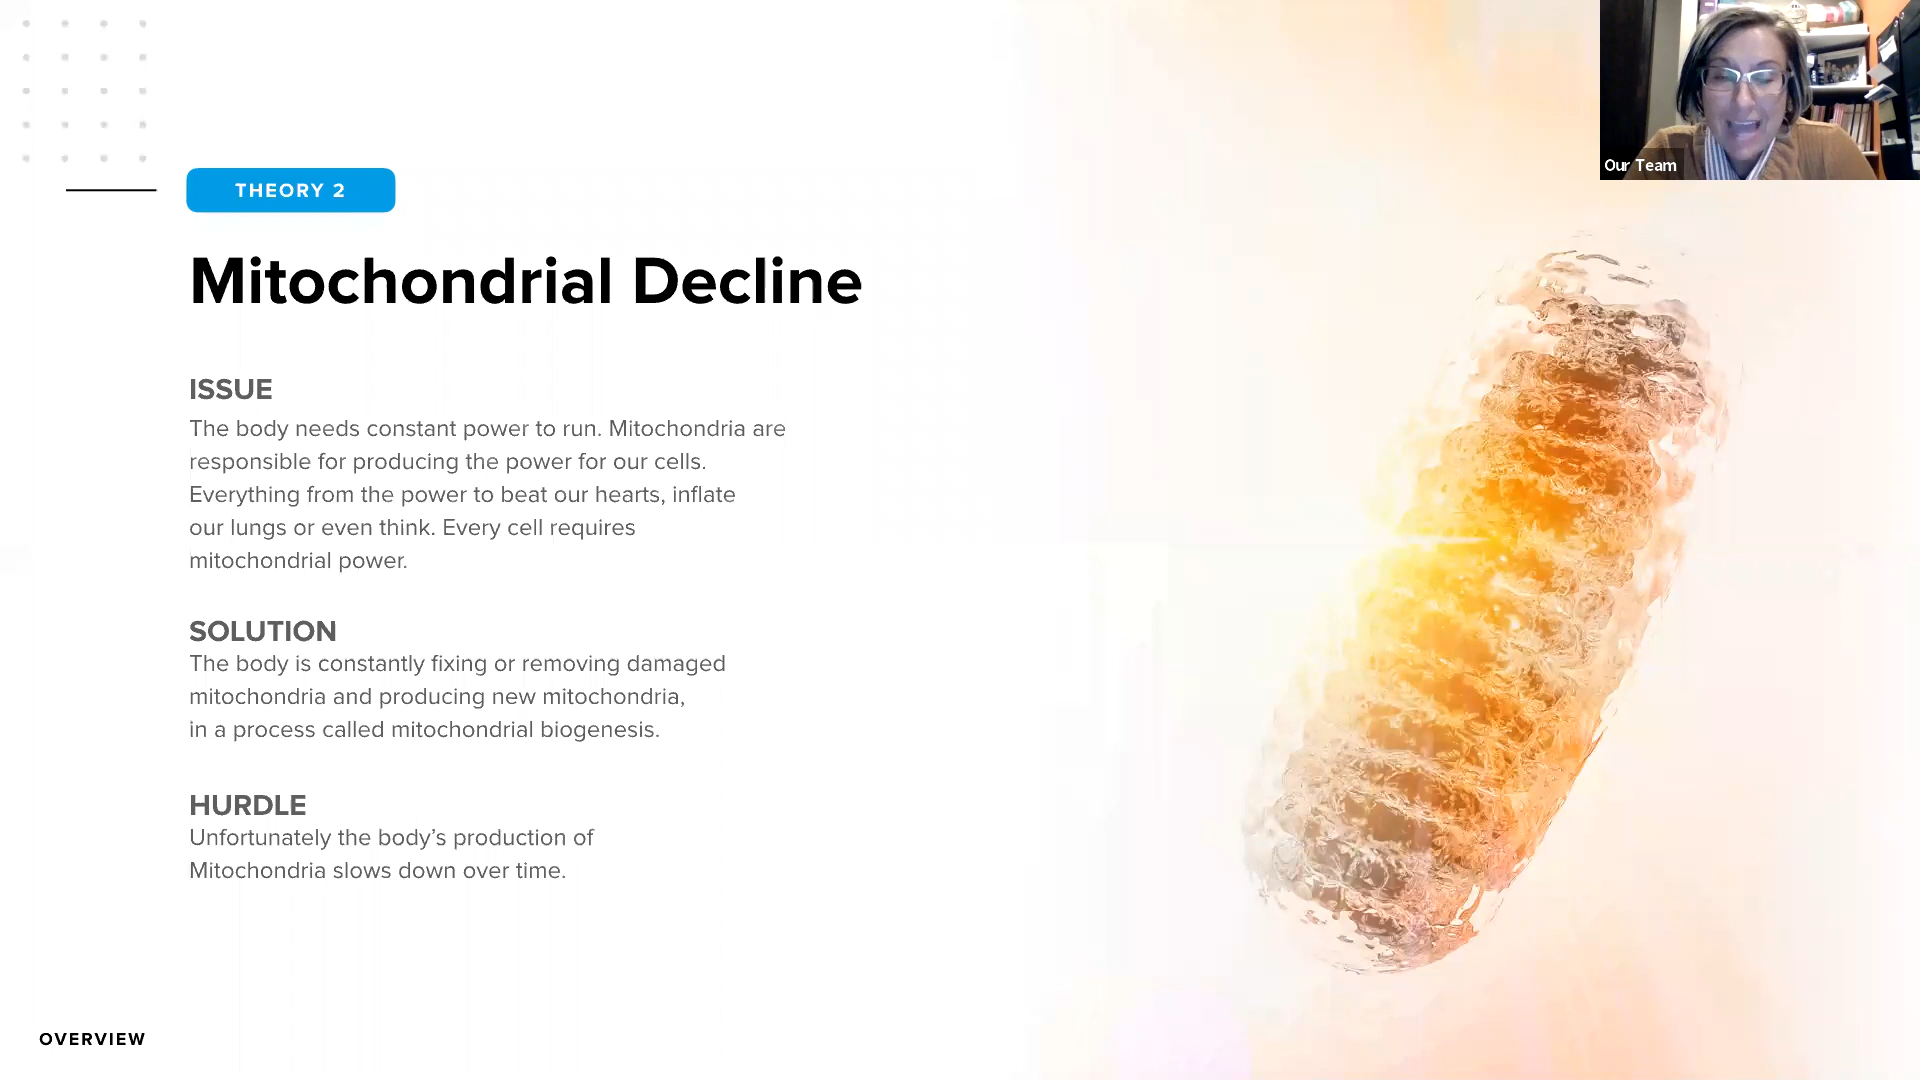 Our Team
THEORY 2
Mitochondrial Decline
ISSUE
The body needs constant power to run. Mitochondria are
responsible for producing the power for our cells.
Everything from the power to beat our hearts, inflate
our lungs or even think. Every cell requires
mitochondrial power.
SOLUTION
The body is constantly fixing or removing damaged
mitochondria and producing new mitochondria,
in a process called mitochondrial biogenesis.
HURDLE
Unfortunately the body’s production of
Mitochondria slows down over time.
OVERVIEW